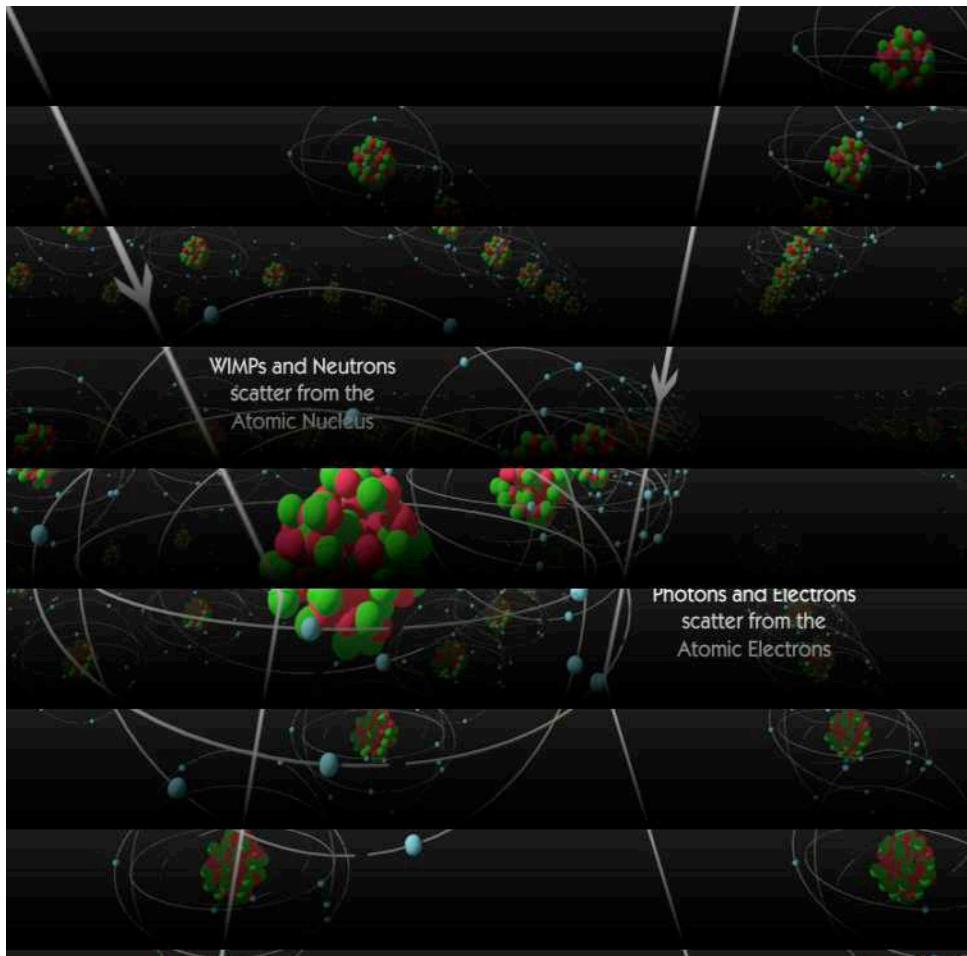 WIMPs and Neutrons
scatter from the
Atomic Nucleus
Photons and Electrons
scatter from the
Atomic Electrons